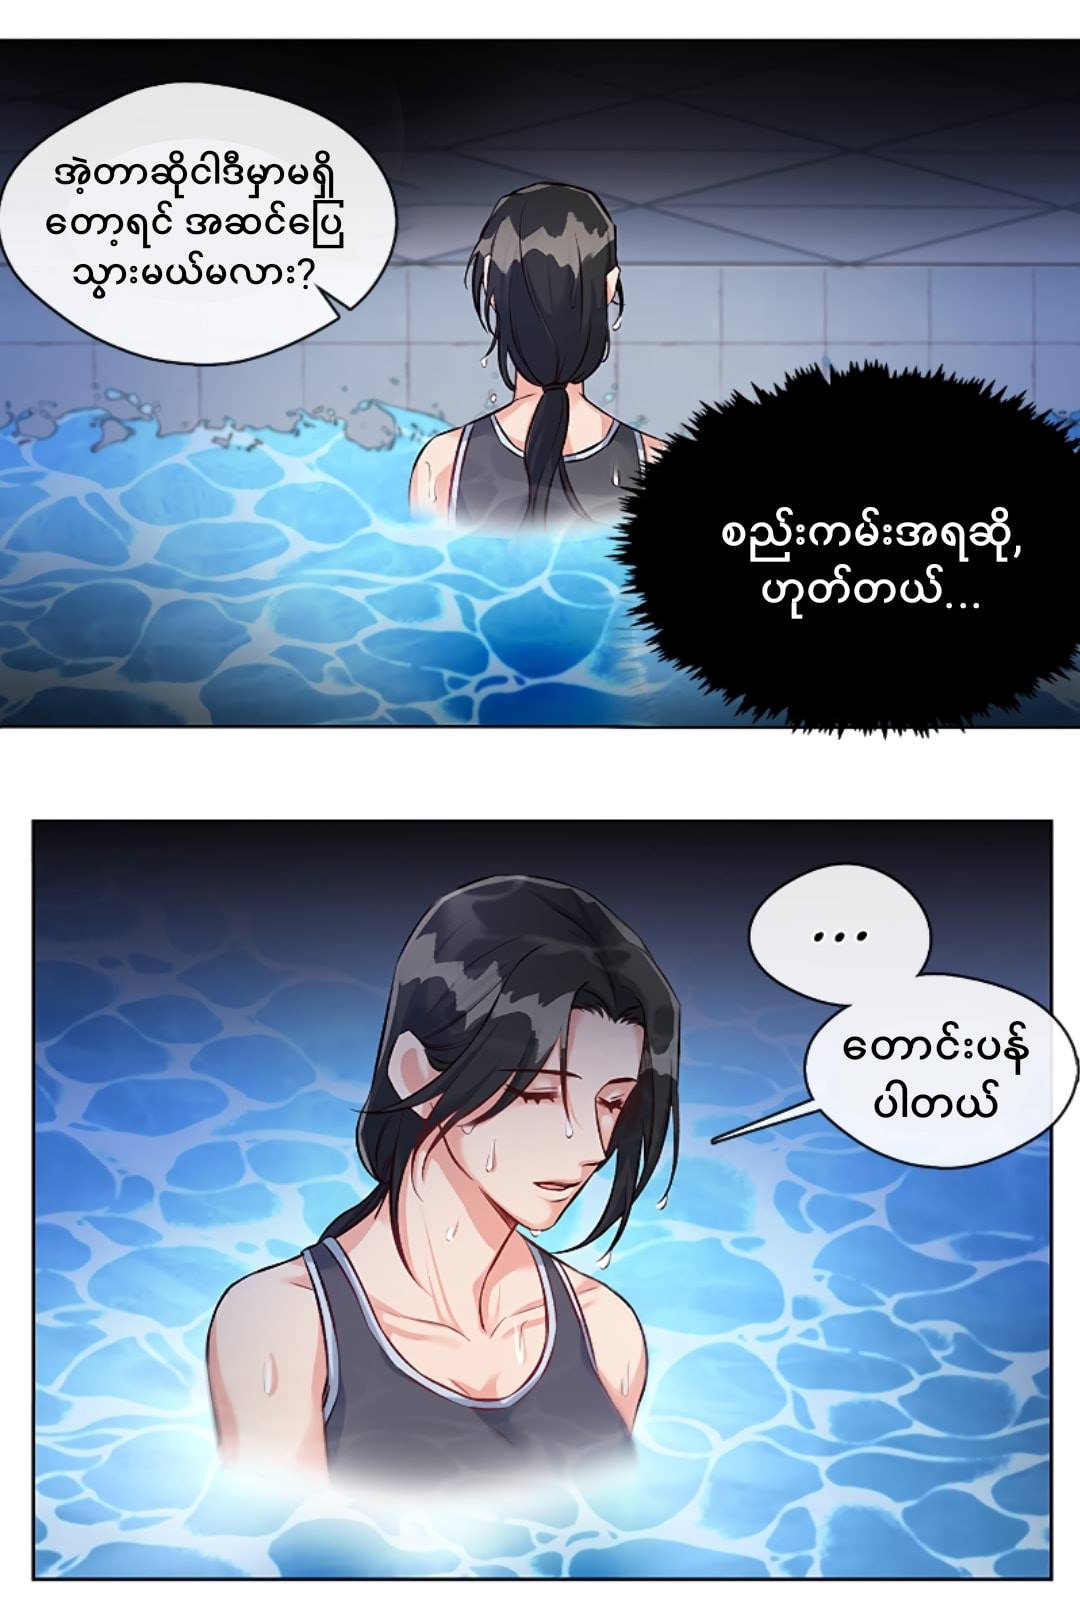 အဲ့တာဆိုငါဒီမှာမရှိ
တော့ရင် အဆင်ပြေ
သွားမယ်မလား?
စည်းကမ်းအရဆို,
ဟုတ်တယ်...
...
တောင်းပန်
ပါတယ်